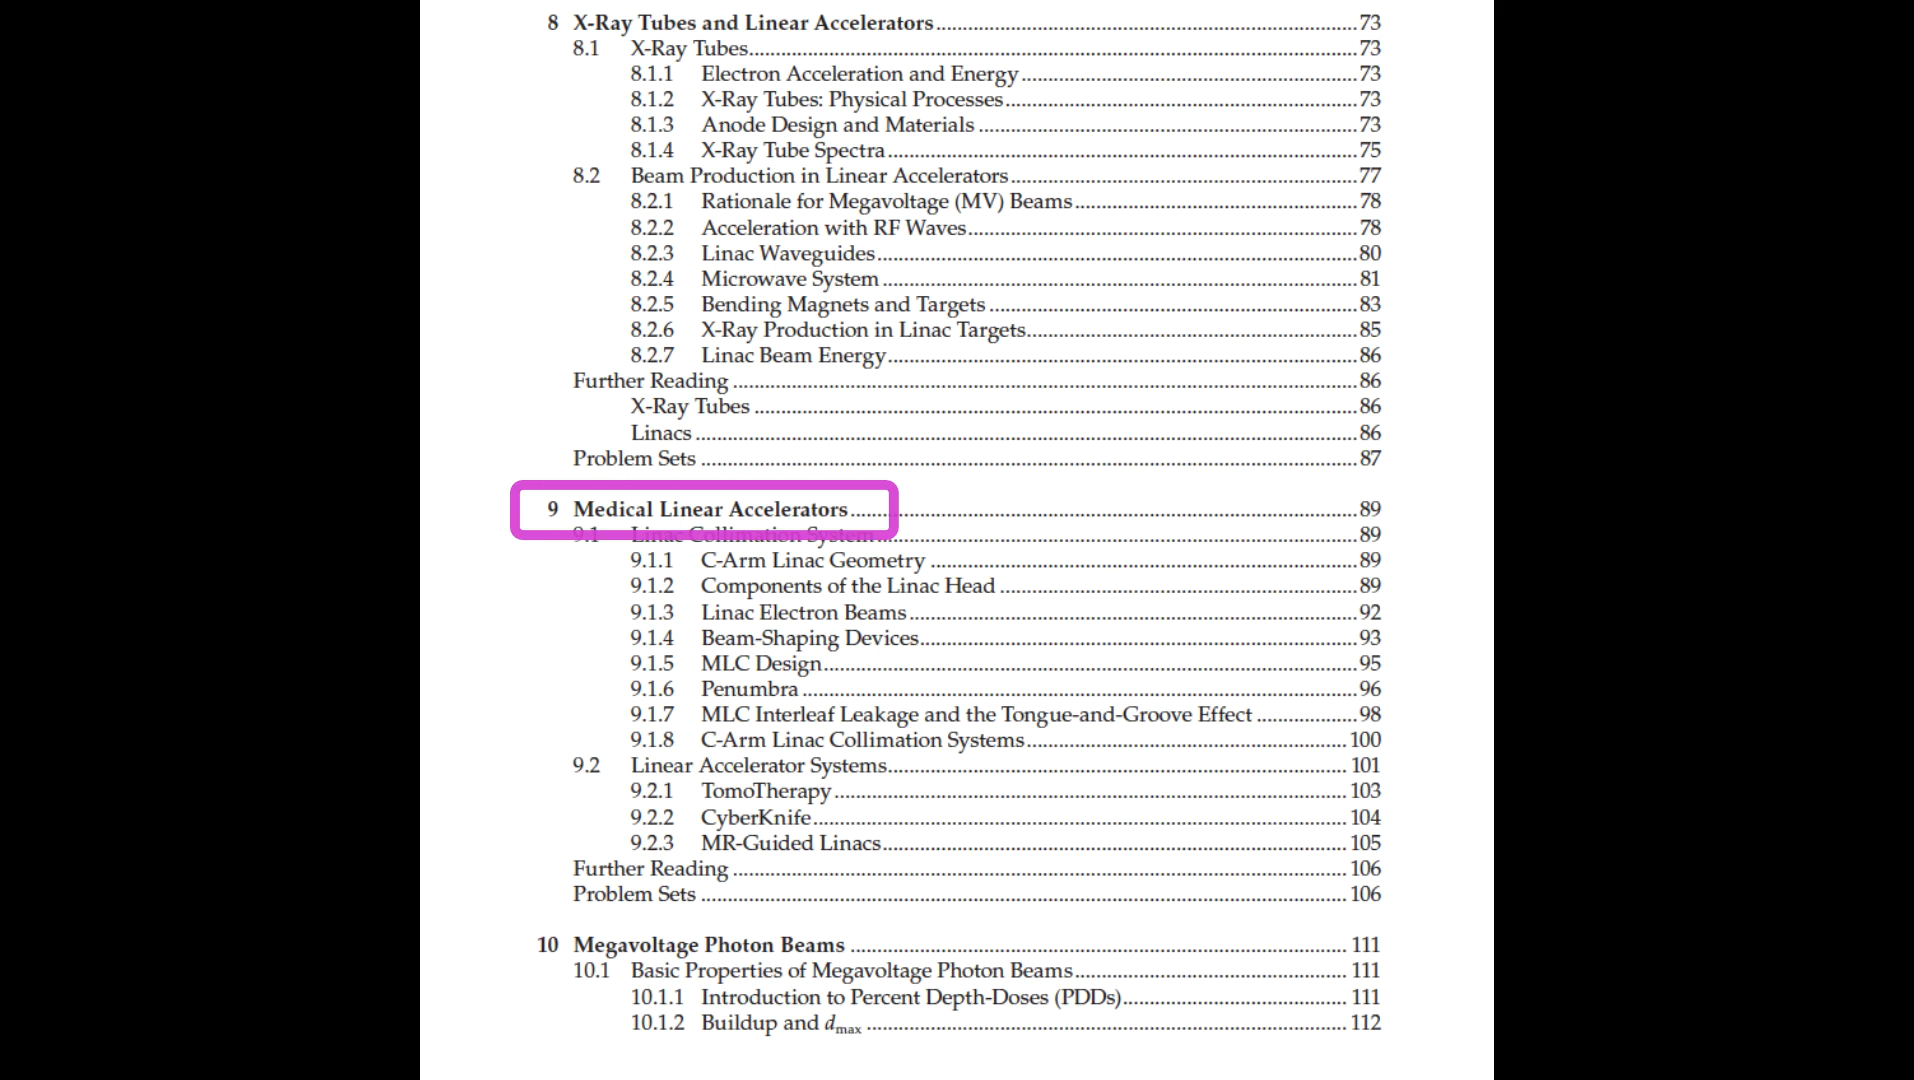 8 X-Ray Tubes and Linear Accelerators.....73
8.1 X-Ray Tubes.....73
8.1.1 Electron Acceleration and Energy.....73
8.1.2 X-Ray Tubes: Physical Processes.....73
8.1.3 Anode Design and Materials.....73
8.1.4 X-Ray Tube Spectra.....75
8.2 Beam Production in Linear Accelerators.....77
8.2.1 Rationale for Megavoltage (MV) Beams.....78
8.2.2 Acceleration with RF Waves.....78
8.2.3 Linac Waveguides.....80
8.2.4 Microwave System.....81
8.2.5 Bending Magnets and Targets.....83
8.2.6 X-Ray Production in Linac Targets.....85
8.2.7 Linac Beam Energy.....86
Further Reading.....86
X-Ray Tubes.....86
Linacs.....86
Problem Sets.....87
9 Medical Linear Accelerators.....89
9.1 Linac Collimation System.....89
9.1.1 C-Arm Linac Geometry.....89
9.1.2 Components of the Linac Head.....89
9.1.3 Linac Electron Beams.....92
9.1.4 Beam-Shaping Devices.....93
9.1.5 MLC Design.....95
9.1.6 Penumbra.....96
9.1.7 MLC Interleaf Leakage and the Tongue-and-Groove Effect.....98
9.1.8 C-Arm Linac Collimation Systems.....100
9.2 Linear Accelerator Systems.....101
9.2.1 TomoTherapy.....103
9.2.2 CyberKnife.....104
9.2.3 MR-Guided Linacs.....105
Further Reading.....106
Problem Sets.....106
10 Megavoltage Photon Beams.....111
10.1 Basic Properties of Megavoltage Photon Beams.....111
10.1.1 Introduction to Percent Depth-Doses (PDDs).....111
10.1.2 Buildup and dmax.....112